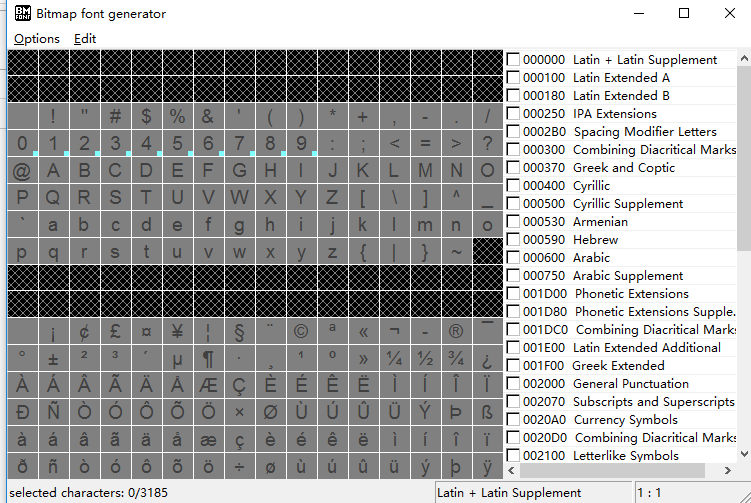 BM FONT Bitmap font generator
Options Edit
! " # $ % & ' ( ) * + , - . /
0 1 2 3 4 5 6 7 8 9 : ; < = > ?
@ A B C D E F G H I J K L M N O
P Q R S T U V W X Y Z [ \ ] ^ _
` a b c d e f g h i j k l m n o
p q r s t u v w x y z { | } ~
¡ ¢ £ ¤ ¥ ¦ § ¨ © ª « ¬ - ® ¯
° ± ² ³ ´ µ ¶ · ¸ ¹ º » ¼ ½ ¾ ¿
À Á Â Ã Ä Å Æ Ç È É Ê Ë Ì Í Î Ï
Ð Ñ Ò Ó Ô Õ Ö × Ø Ù Ú Û Ü Ý Þ ß
à á â ã ä å æ ç è é ê ë ì í î ï
ð ñ ò ó ô õ ö ÷ ø ù ú û ü ý þ ÿ
000000 Latin + Latin Supplement
000100 Latin Extended A
000180 Latin Extended B
000250 IPA Extensions
0002B0 Spacing Modifier Letters
000300 Combining Diacritical Marks
000370 Greek and Coptic
000400 Cyrillic
000500 Cyrillic Supplement
000530 Armenian
000590 Hebrew
000600 Arabic
000750 Arabic Supplement
001D00 Phonetic Extensions
001D80 Phonetic Extensions Supple.
001DC0 Combining Diacritical Marks
001E00 Latin Extended Additional
001F00 Greek Extended
002000 General Punctuation
002070 Subscripts and Superscripts
0020A0 Currency Symbols
0020D0 Combining Diacritical Marks
002100 Letterlike Symbols
selected characters: 0/3185
Latin + Latin Supplement
1 : 1